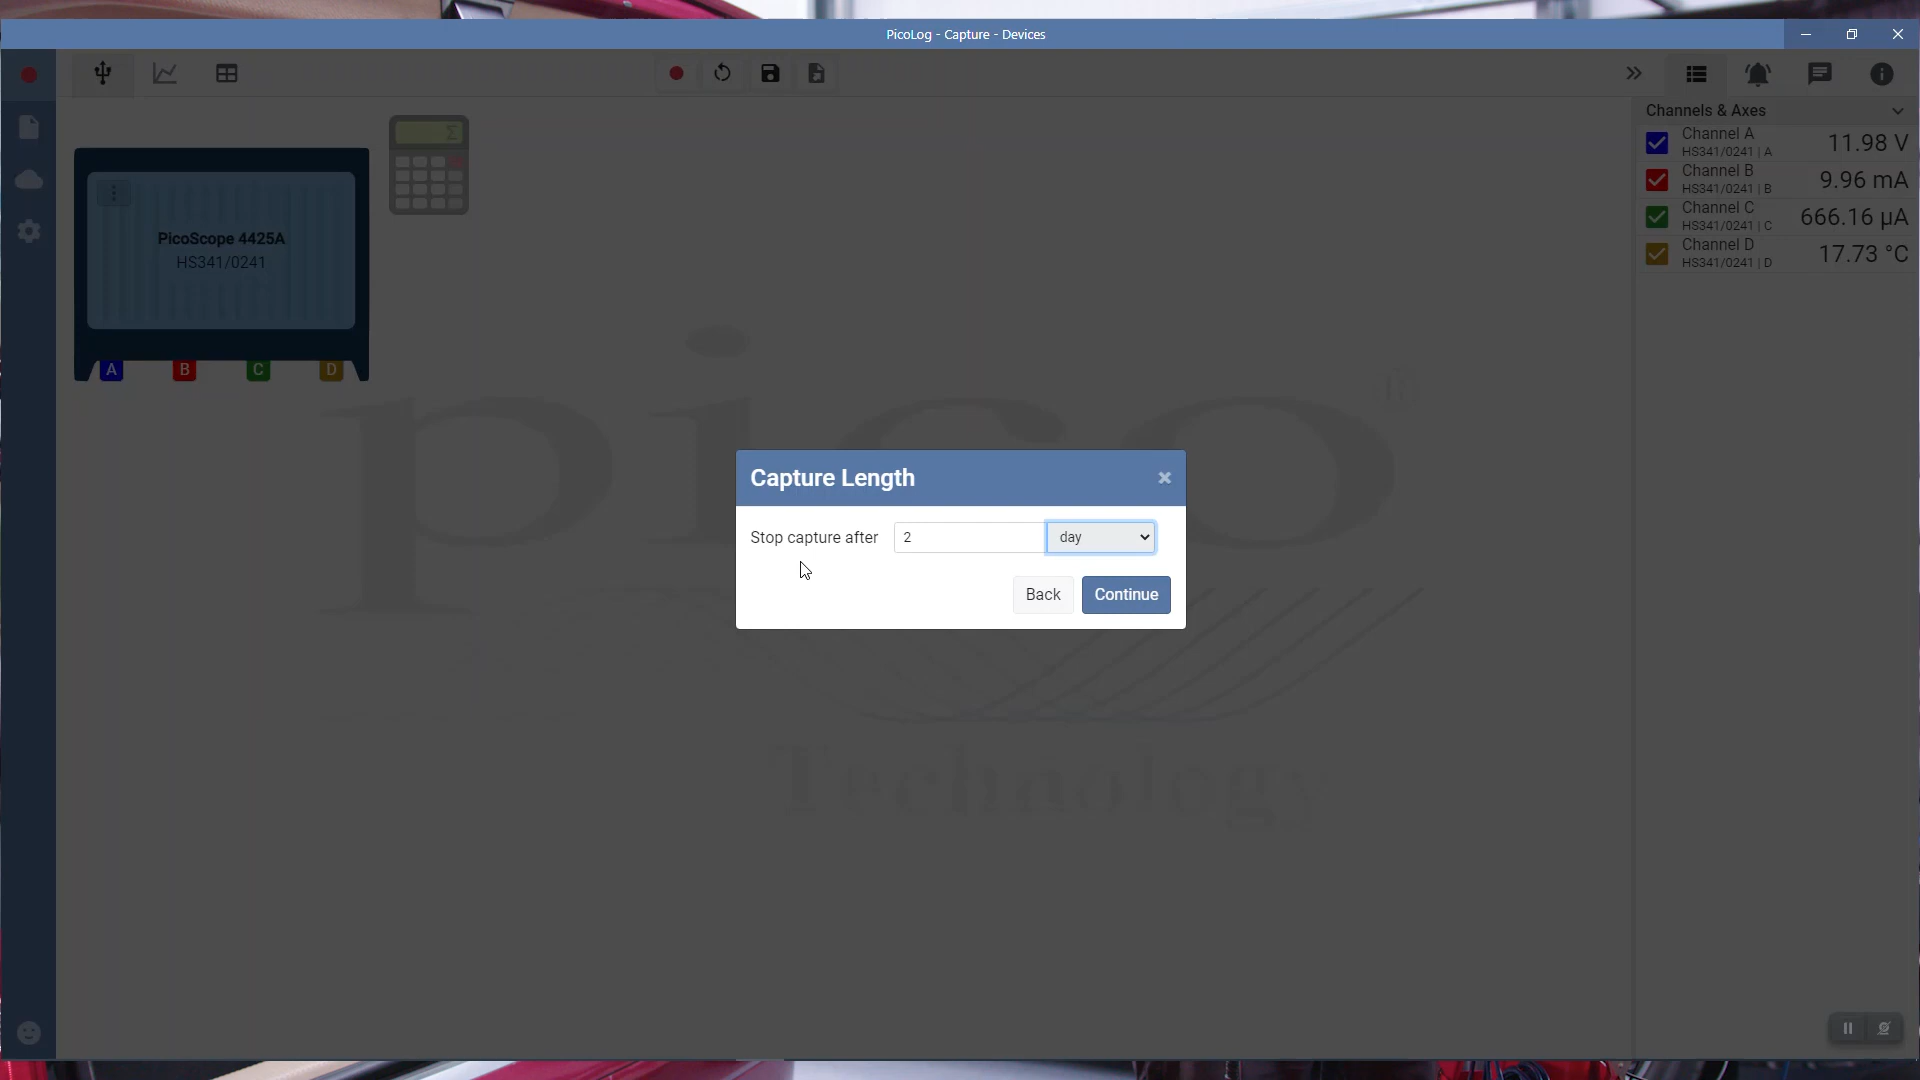 PicoLog - Capture - Devices
Channels & Axes
Channel A
HS341/0241 | A
11.98 V
Channel B
HS341/0241 | B
9.96 mA
Channel C
HS341/0241 | C
666.16 µA
Channel D
HS341/0241 | D
17.73 °C
Σ
PicoScope 4425A
HS341/0241
A B C D
pico®
Technology
Capture Length
Stop capture after 2 day
Back Continue